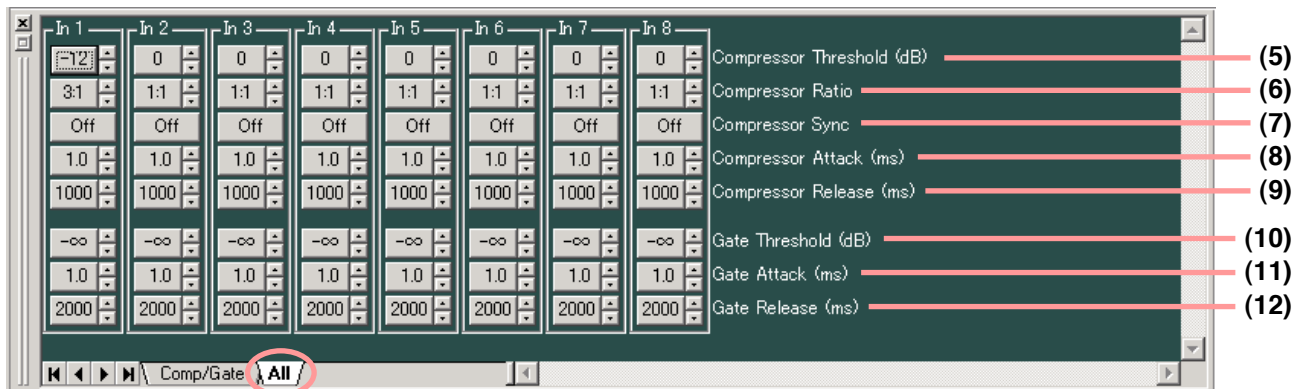 In 1 In 2 In 3 In 4 In 5 In 6 In 7 In 8
-12 0 0 0 0 0 0 0 Compressor Threshold (dB) (5)
3:1 1:1 1:1 1:1 1:1 1:1 1:1 1:1 Compressor Ratio (6)
Off Off Off Off Off Off Off Off Compressor Sync (7)
1.0 1.0 1.0 1.0 1.0 1.0 1.0 1.0 Compressor Attack (ms) (8)
1000 1000 1000 1000 1000 1000 1000 1000 Compressor Release (ms) (9)
-∞ -∞ -∞ -∞ -∞ -∞ -∞ -∞ Gate Threshold (dB) (10)
1.0 1.0 1.0 1.0 1.0 1.0 1.0 1.0 Gate Attack (ms) (11)
2000 2000 2000 2000 2000 2000 2000 2000 Gate Release (ms) (12)
Comp/Gate All